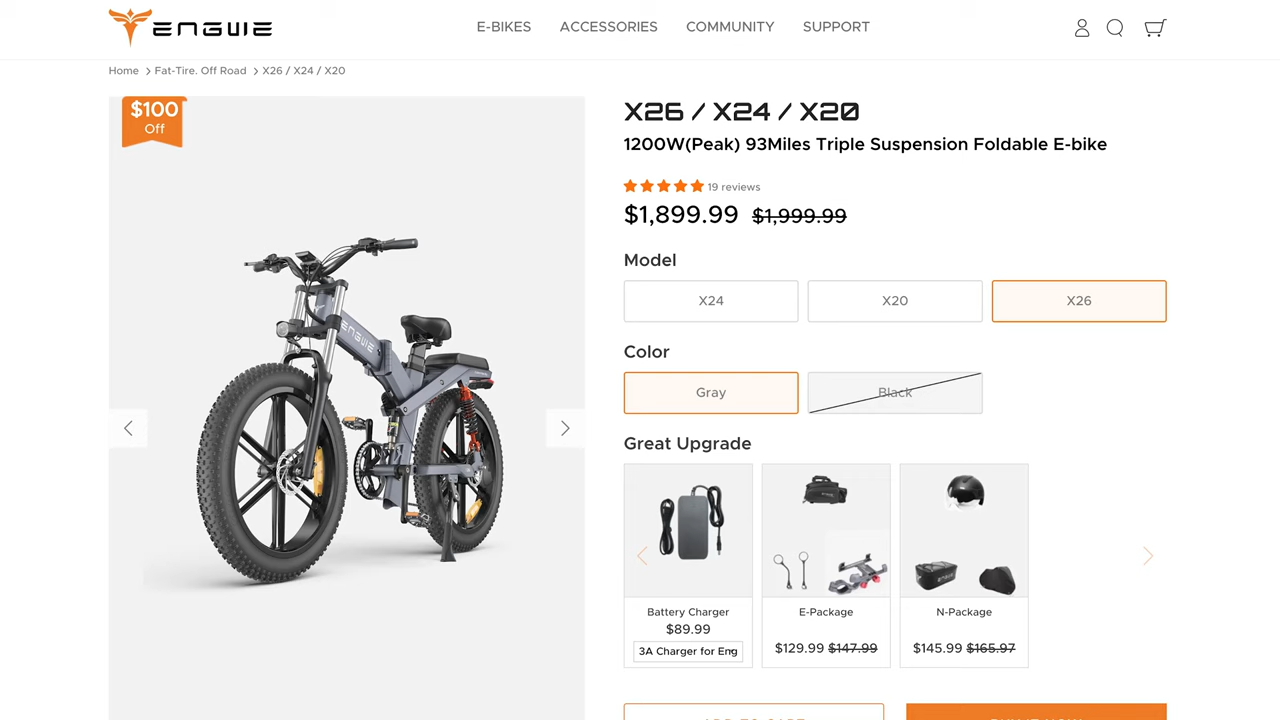 ENGWE
E-BIKES
ACCESSORIES
COMMUNITY
SUPPORT
Home > Fat-Tire. Off Road > X26 / X24 / X20
$100
Off
ENGWE
X26 / X24 / X20
1200W(Peak) 93Miles Triple Suspension Foldable E-bike
19 reviews
$1,899.99 $1,999.99
Model
X24
X20
X26
Color
Gray
Black
Great Upgrade
Battery Charger
$89.99
3A Charger for Eng
E-Package
$129.99 $147.99
ENGWE
N-Package
$145.99 $165.97